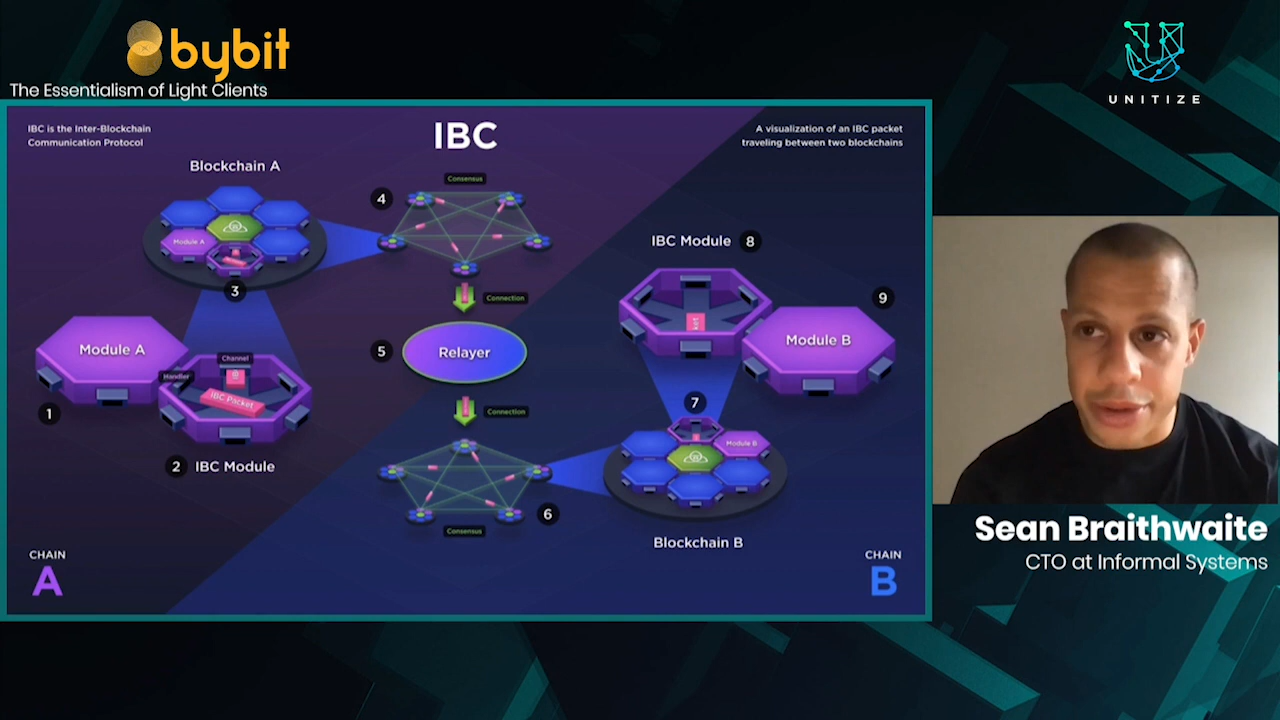 bybit
The Essentialism of Light Clients
UNITIZE
IBC is the Inter-Blockchain
Communication Protocol
IBC
A visualization of an IBC packet
traveling between two blockchains
Blockchain A
Consensus
4
Module A
3
Connection
IBC Module 8
9
Module B
Module A
Channel
Handler
IBC Packet
1
2 IBC Module
5
Relayer
Connection
7
Module B
6
Consensus
Blockchain B
CHAIN
A
CHAIN
B
Sean Braithwaite
CTO at Informal Systems